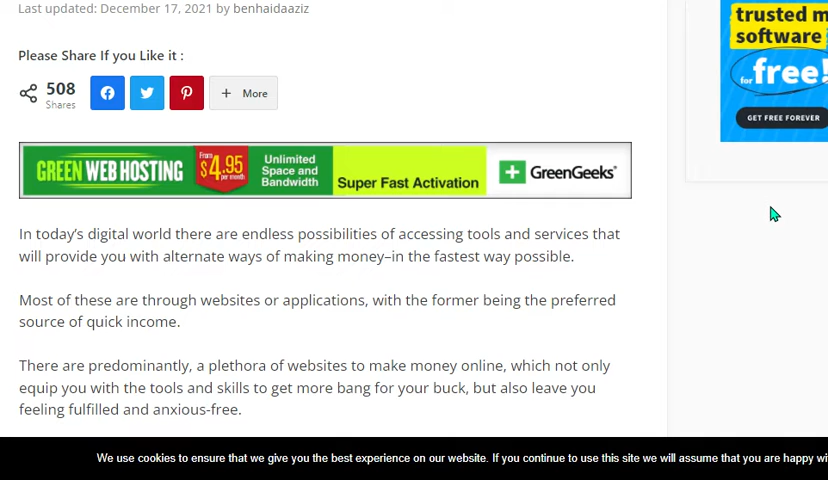 Last updated: December 17, 2021 by benhaidaaziz
trusted m
software
for free!
GET FREE FOREVER
Please Share If you Like it :
508
Shares
+ More
GREEN WEB HOSTING
From
$4.95
per month
Unlimited
Space and
Bandwidth
Super Fast Activation
GreenGeeks®
In today’s digital world there are endless possibilities of accessing tools and services that
will provide you with alternate ways of making money–in the fastest way possible.
Most of these are through websites or applications, with the former being the preferred
source of quick income.
There are predominantly, a plethora of websites to make money online, which not only
equip you with the tools and skills to get more bang for your buck, but also leave you
feeling fulfilled and anxious-free.
We use cookies to ensure that we give you the best experience on our website. If you continue to use this site we will assume that you are happy wi